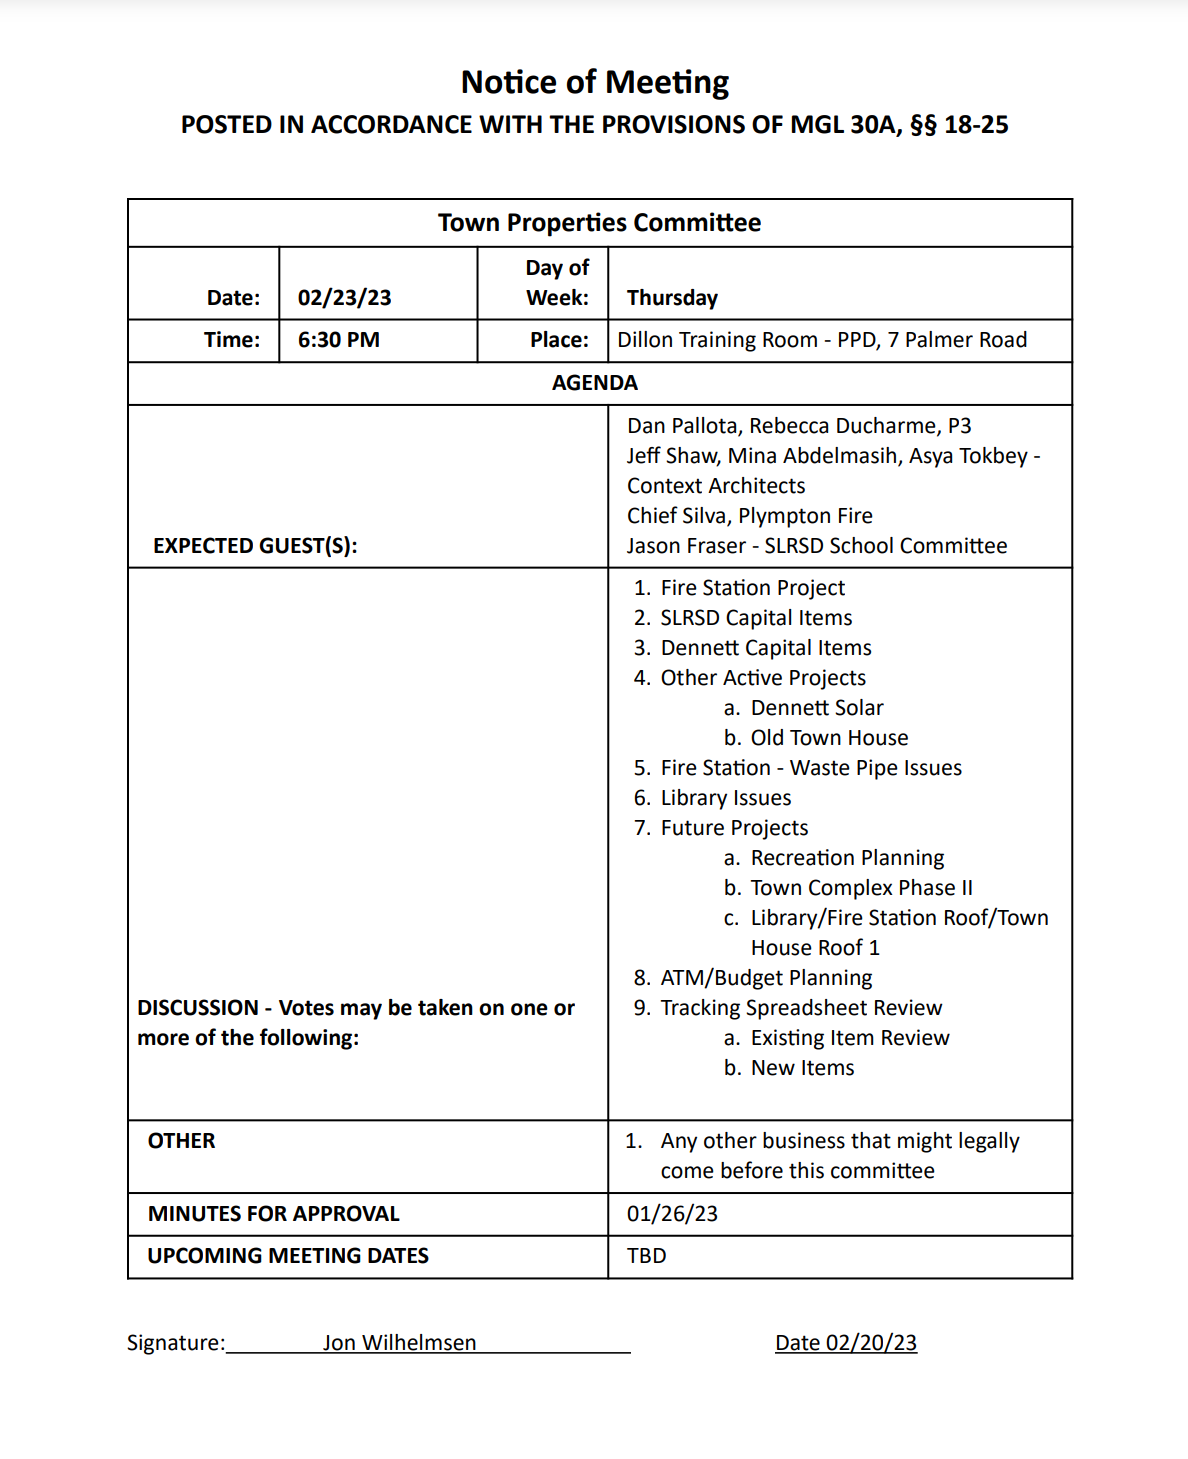 Notice of Meeting
POSTED IN ACCORDANCE WITH THE PROVISIONS OF MGL 30A, §§ 18-25
Town Properties Committee
Date: 02/23/23 Day of Week: Thursday
Time: 6:30 PM Place: Dillon Training Room - PPD, 7 Palmer Road
AGENDA
EXPECTED GUEST(S):
Dan Pallota, Rebecca Ducharme, P3
Jeff Shaw, Mina Abdelmasih, Asya Tokbey -
Context Architects
Chief Silva, Plympton Fire
Jason Fraser - SLRSD School Committee
DISCUSSION - Votes may be taken on one or
more of the following:
1. Fire Station Project
2. SLRSD Capital Items
3. Dennett Capital Items
4. Other Active Projects
a. Dennett Solar
b. Old Town House
5. Fire Station - Waste Pipe Issues
6. Library Issues
7. Future Projects
a. Recreation Planning
b. Town Complex Phase II
c. Library/Fire Station Roof/Town
House Roof 1
8. ATM/Budget Planning
9. Tracking Spreadsheet Review
a. Existing Item Review
b. New Items
OTHER
1. Any other business that might legally
come before this committee
MINUTES FOR APPROVAL 01/26/23
UPCOMING MEETING DATES TBD
Signature: Jon Wilhelmsen Date 02/20/23